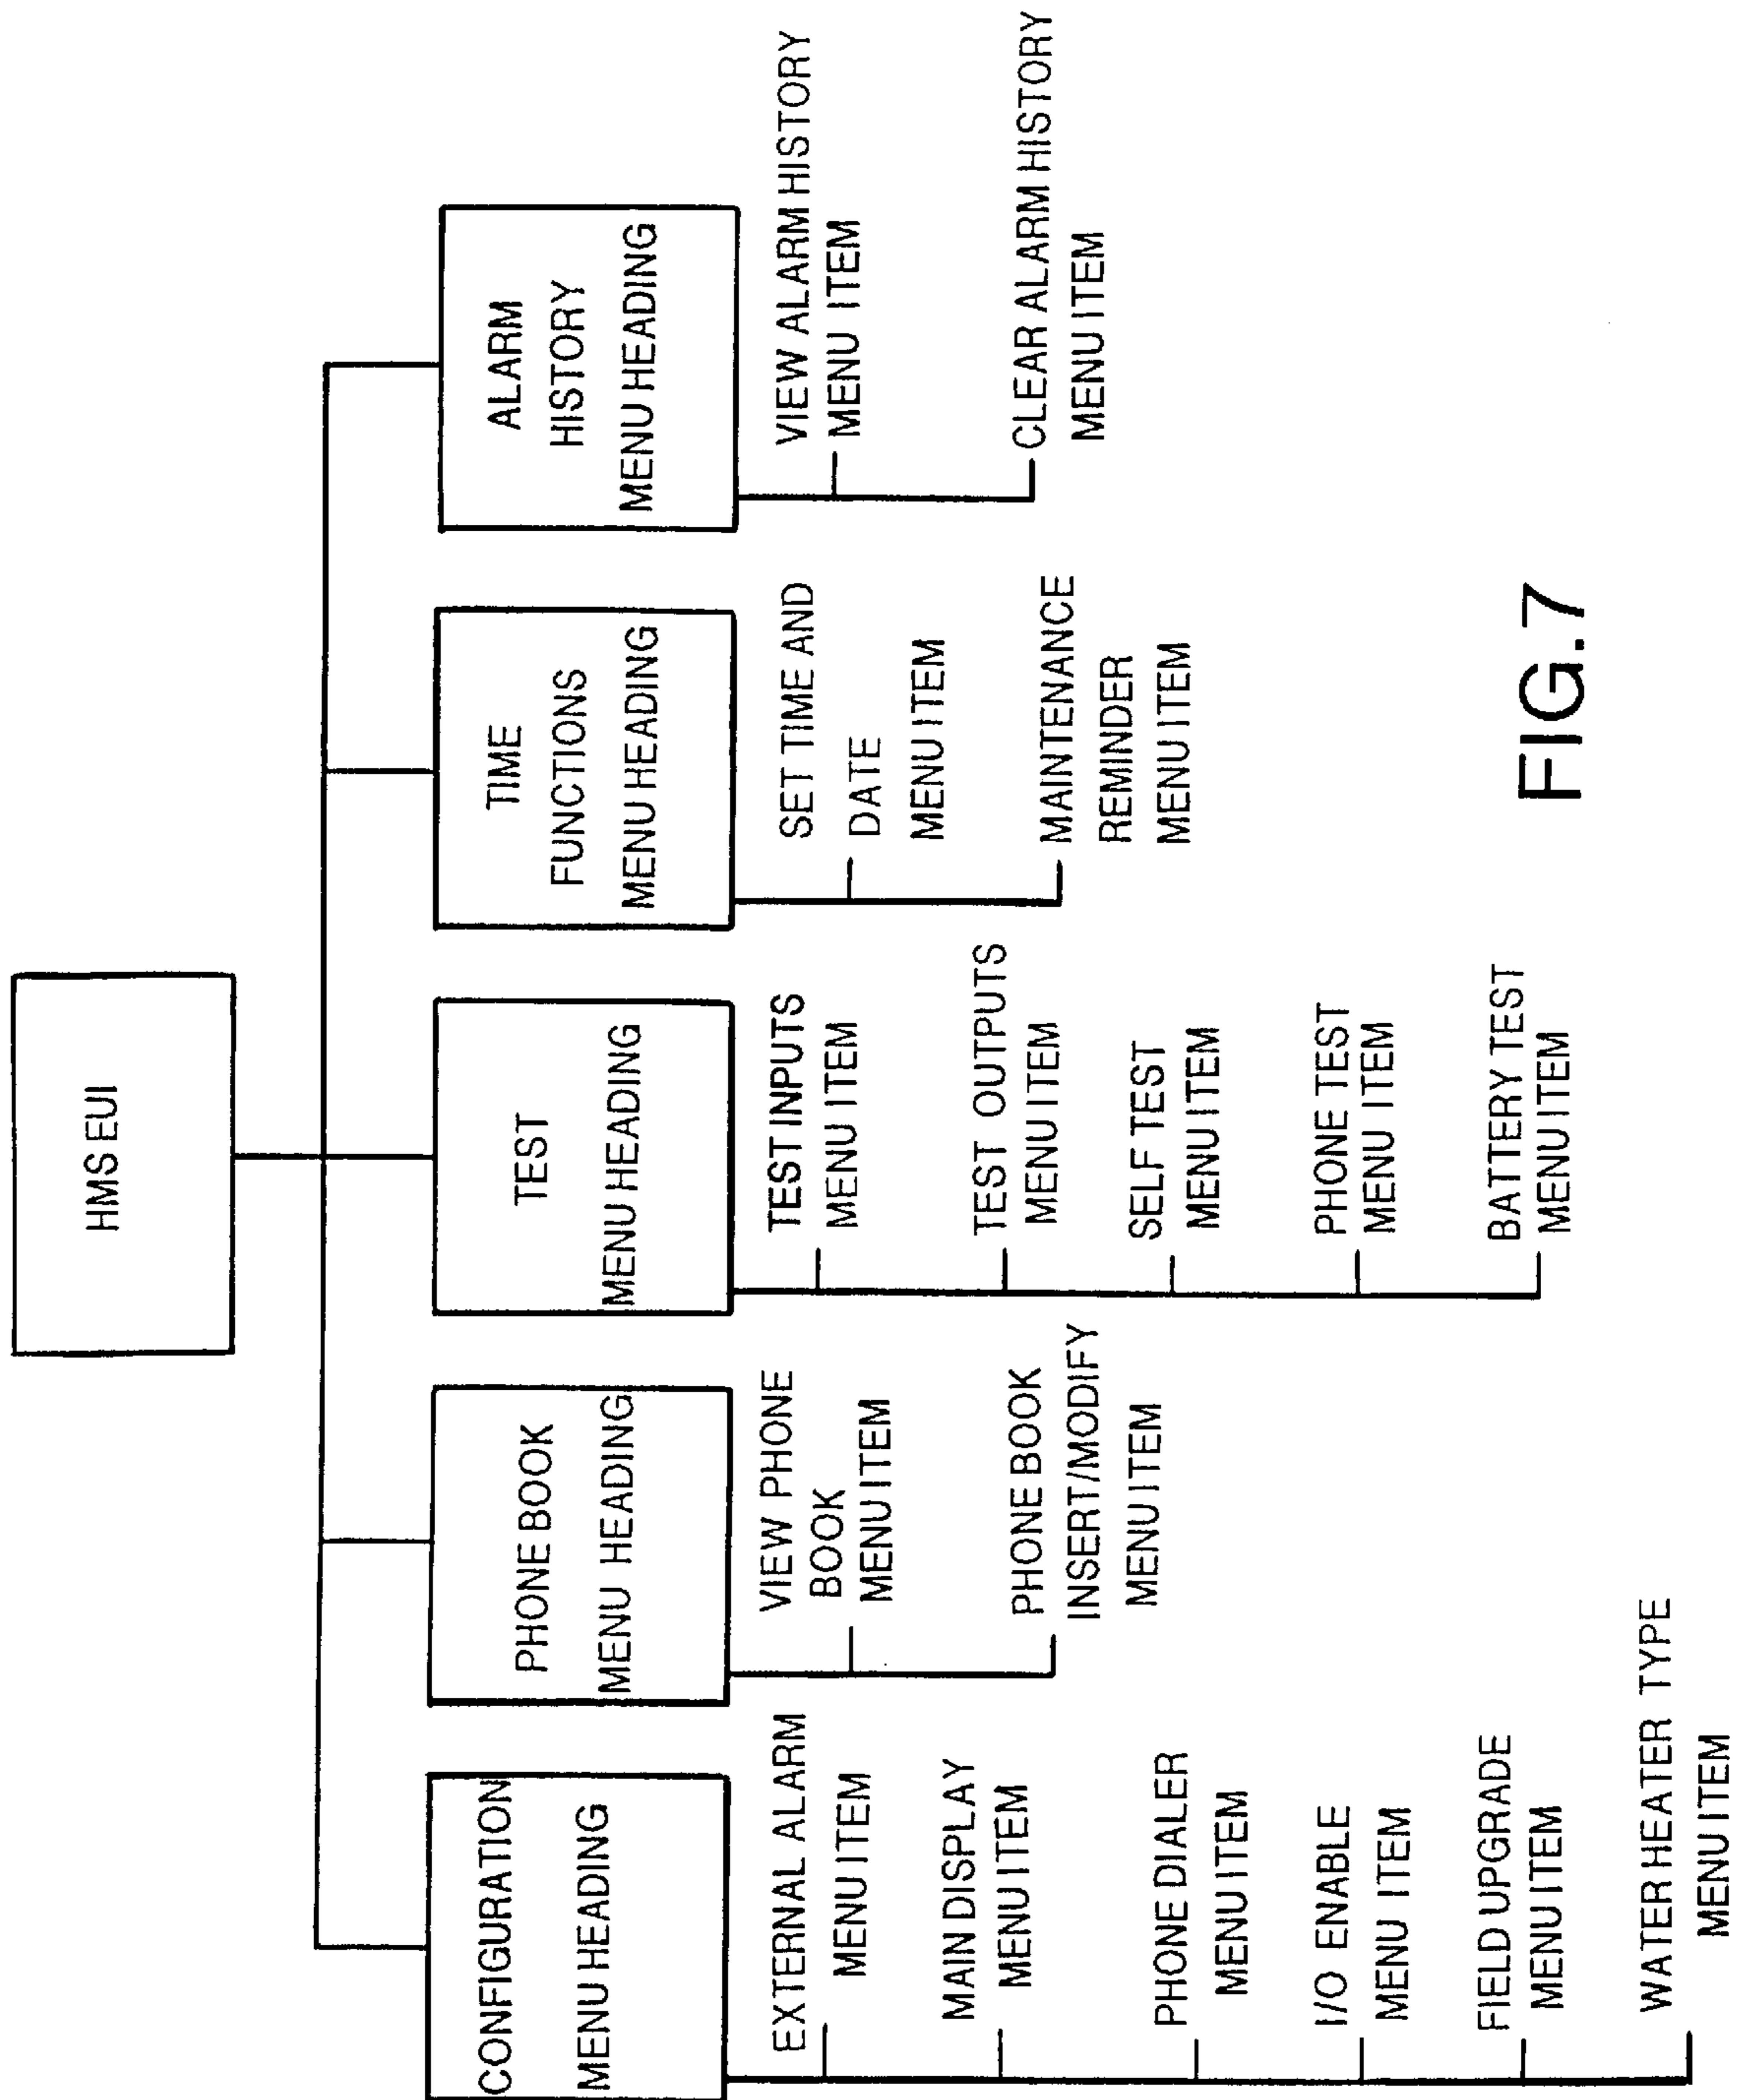 HMS EUI
CONFIGURATION
MENU HEADING
EXTERNAL ALARM
MENU ITEM
MAIN DISPLAY
MENU ITEM
PHONE DIALER
MENU ITEM
I/O ENABLE
MENU ITEM
FIELD UPGRADE
MENU ITEM
WATER HEATER TYPE
MENU ITEM
PHONE BOOK
MENU HEADING
VIEW PHONE
BOOK
MENU ITEM
PHONE BOOK
INSERT/MODIFY
MENU ITEM
TEST
MENU HEADING
TEST INPUTS
MENU ITEM
TEST OUTPUTS
MENU ITEM
SELF TEST
MENU ITEM
PHONE TEST
MENU ITEM
BATTERY TEST
MENU ITEM
TIME
FUNCTIONS
MENU HEADING
SET TIME AND
DATE
MENU ITEM
MAINTENANCE
REMINDER
MENU ITEM
ALARM
HISTORY
MENU HEADING
VIEW ALARM HISTORY
MENU ITEM
CLEAR ALARM HISTORY
MENU ITEM
FIG.7